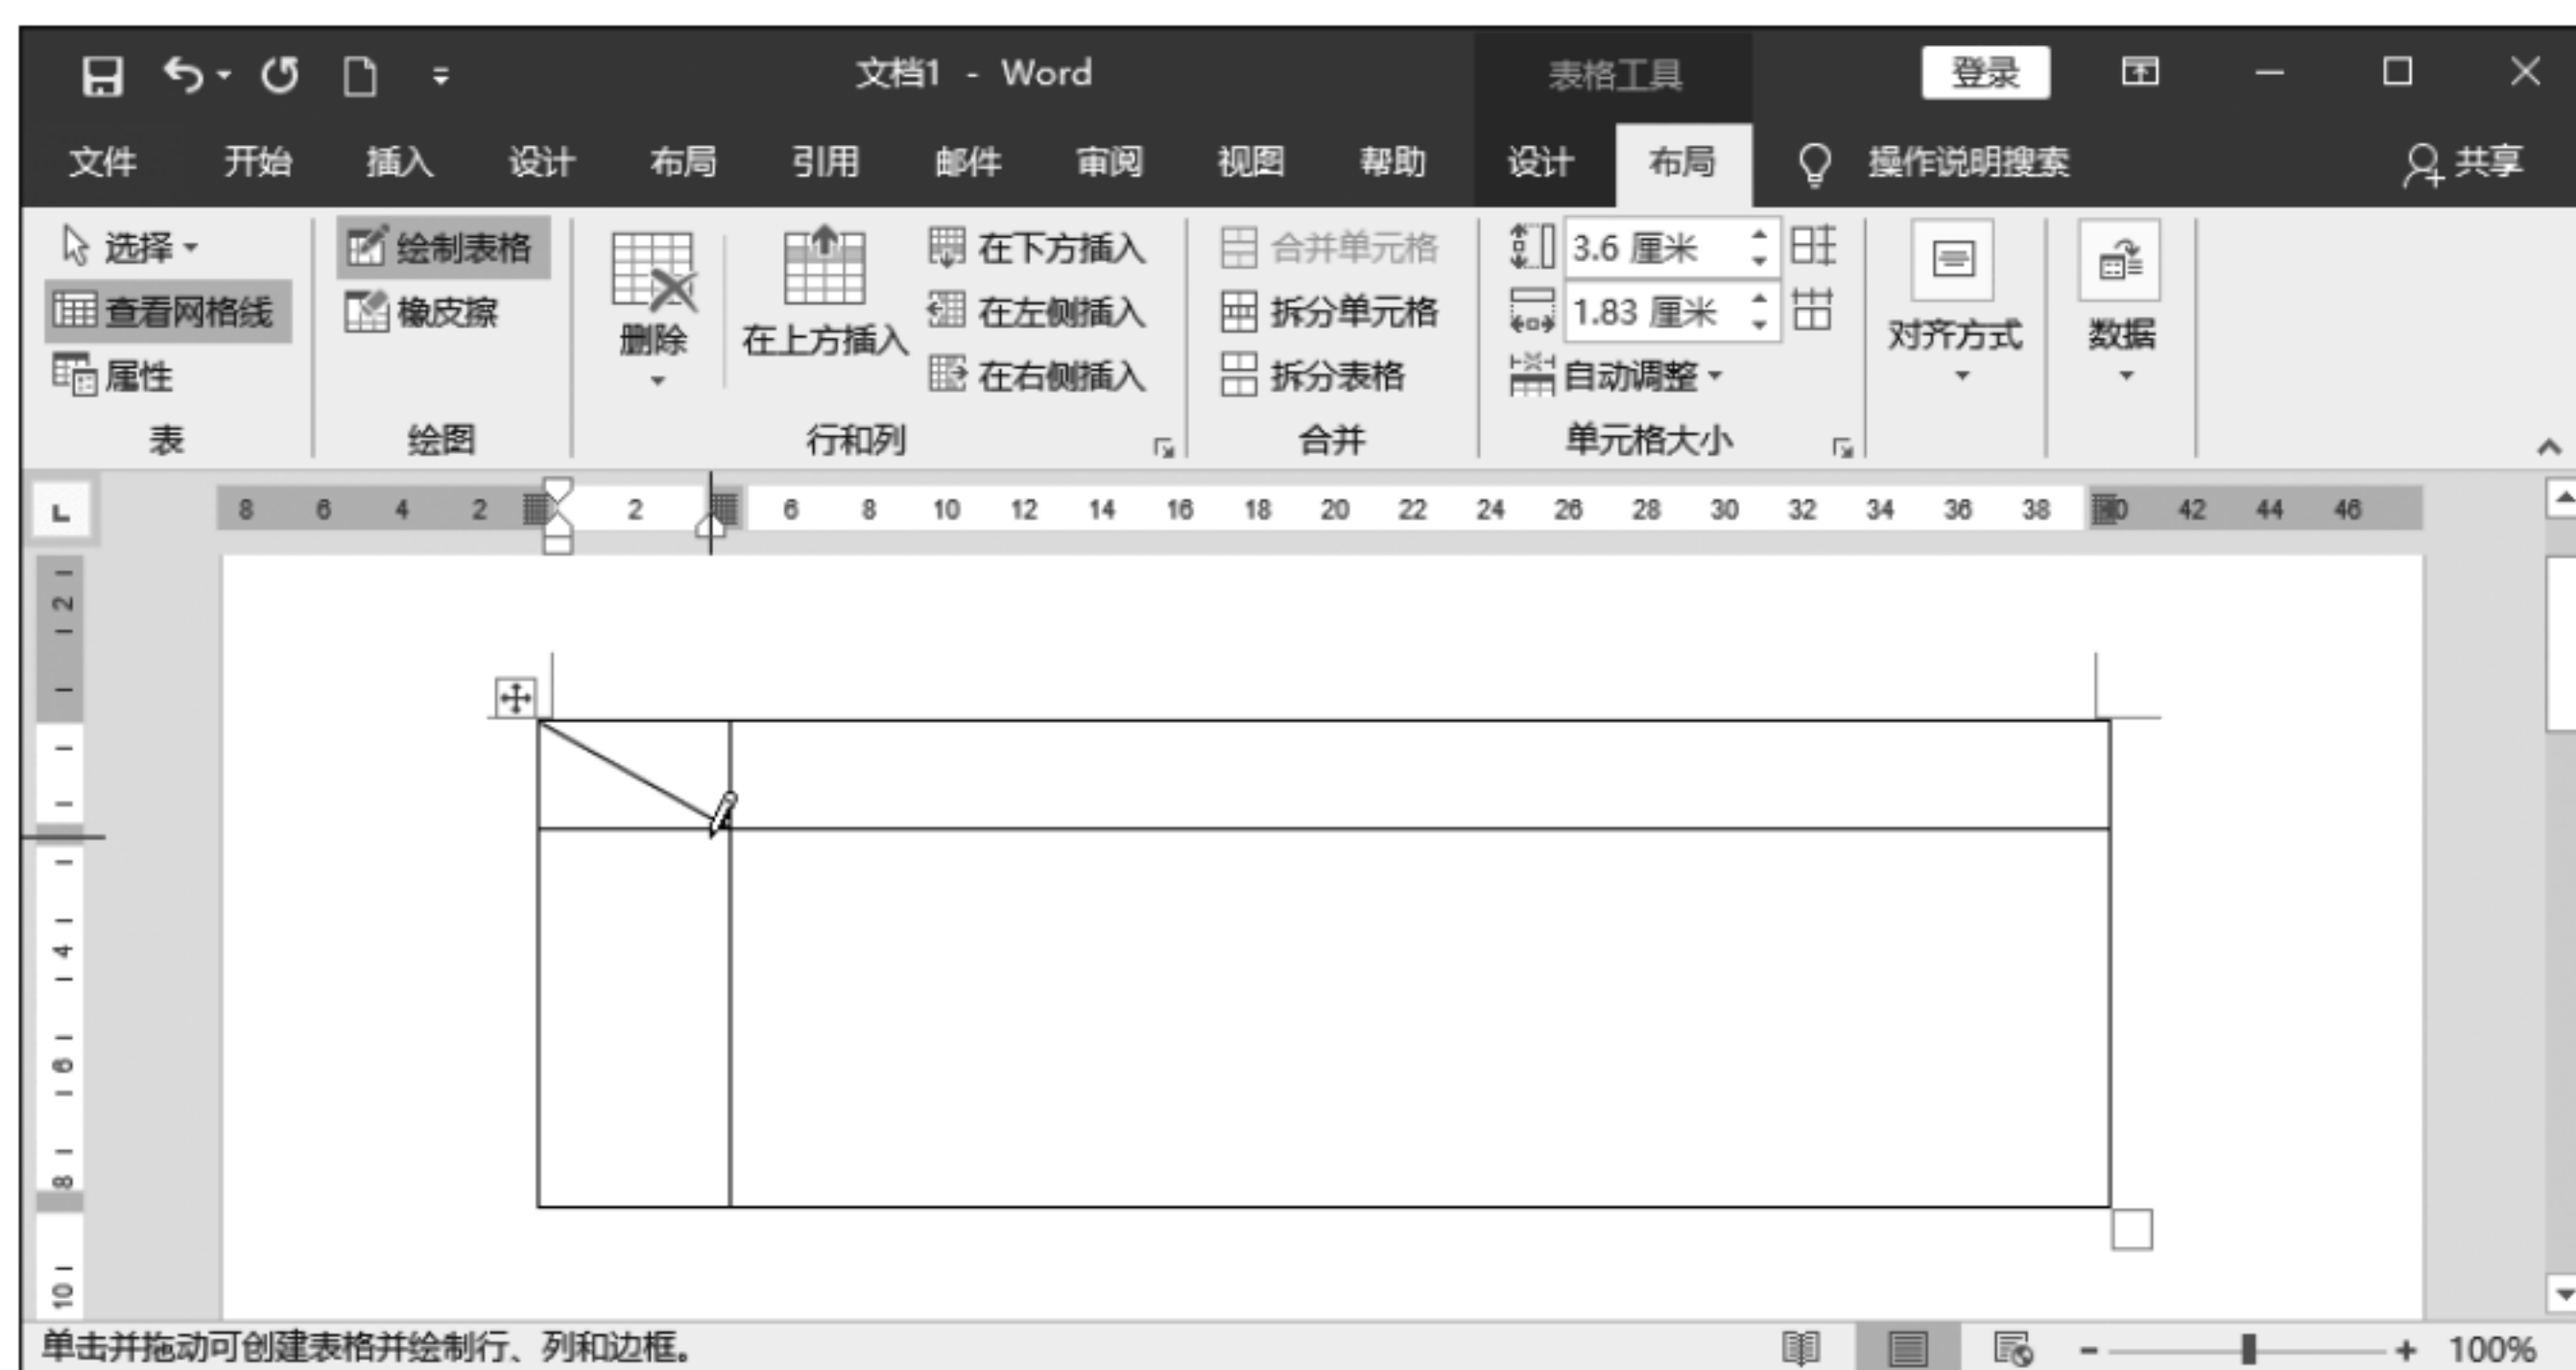 文档1 - Word 表格工具 登录
文件 开始 插入 设计 布局 引用 邮件 审阅 视图 帮助 设计 布局 操作说明搜索 共享
选择 绘制表格 在下方插入 合并单元格 3.6 厘米
查看网格线 橡皮擦 删除 在上方插入 在左侧插入 拆分单元格 1.83 厘米 对齐方式 数据
属性 在右侧插入 拆分表格 自动调整
表 绘图 行和列 合并 单元格大小
L 8 6 4 2 2 6 8 10 12 14 16 18 20 22 24 26 28 30 32 34 36 38 40 42 44 46
2
4
6
8
10
单击并拖动可创建表格并绘制行、列和边框。 100%